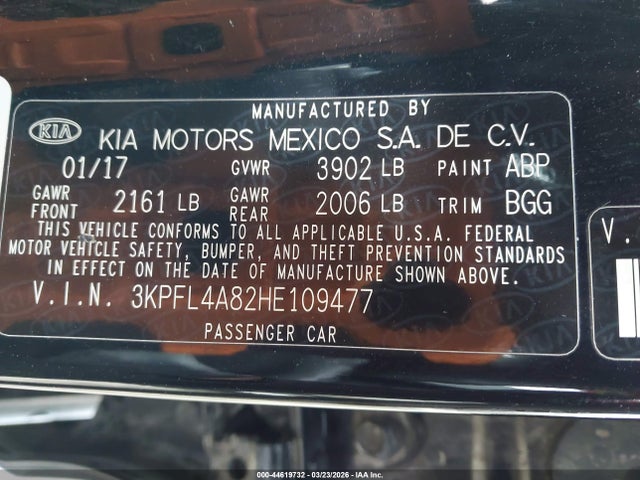 MANUFACTURED BY
KIA KIA MOTORS MEXICO S.A. DE C.V.
01/17 GVWR 3902 LB PAINT ABP
GAWR FRONT 2161 LB GAWR REAR 2006 LB TRIM BGG
THIS VEHICLE CONFORMS TO ALL APPLICABLE U.S.A. FEDERAL
MOTOR VEHICLE SAFETY, BUMPER, AND THEFT PREVENTION STANDARDS
IN EFFECT ON THE DATE OF MANUFACTURE SHOWN ABOVE.
V.I.N. 3KPFL4A82HE109477
PASSENGER CAR
V.
000-44619732 - 03/23/2026 - IAA Inc.